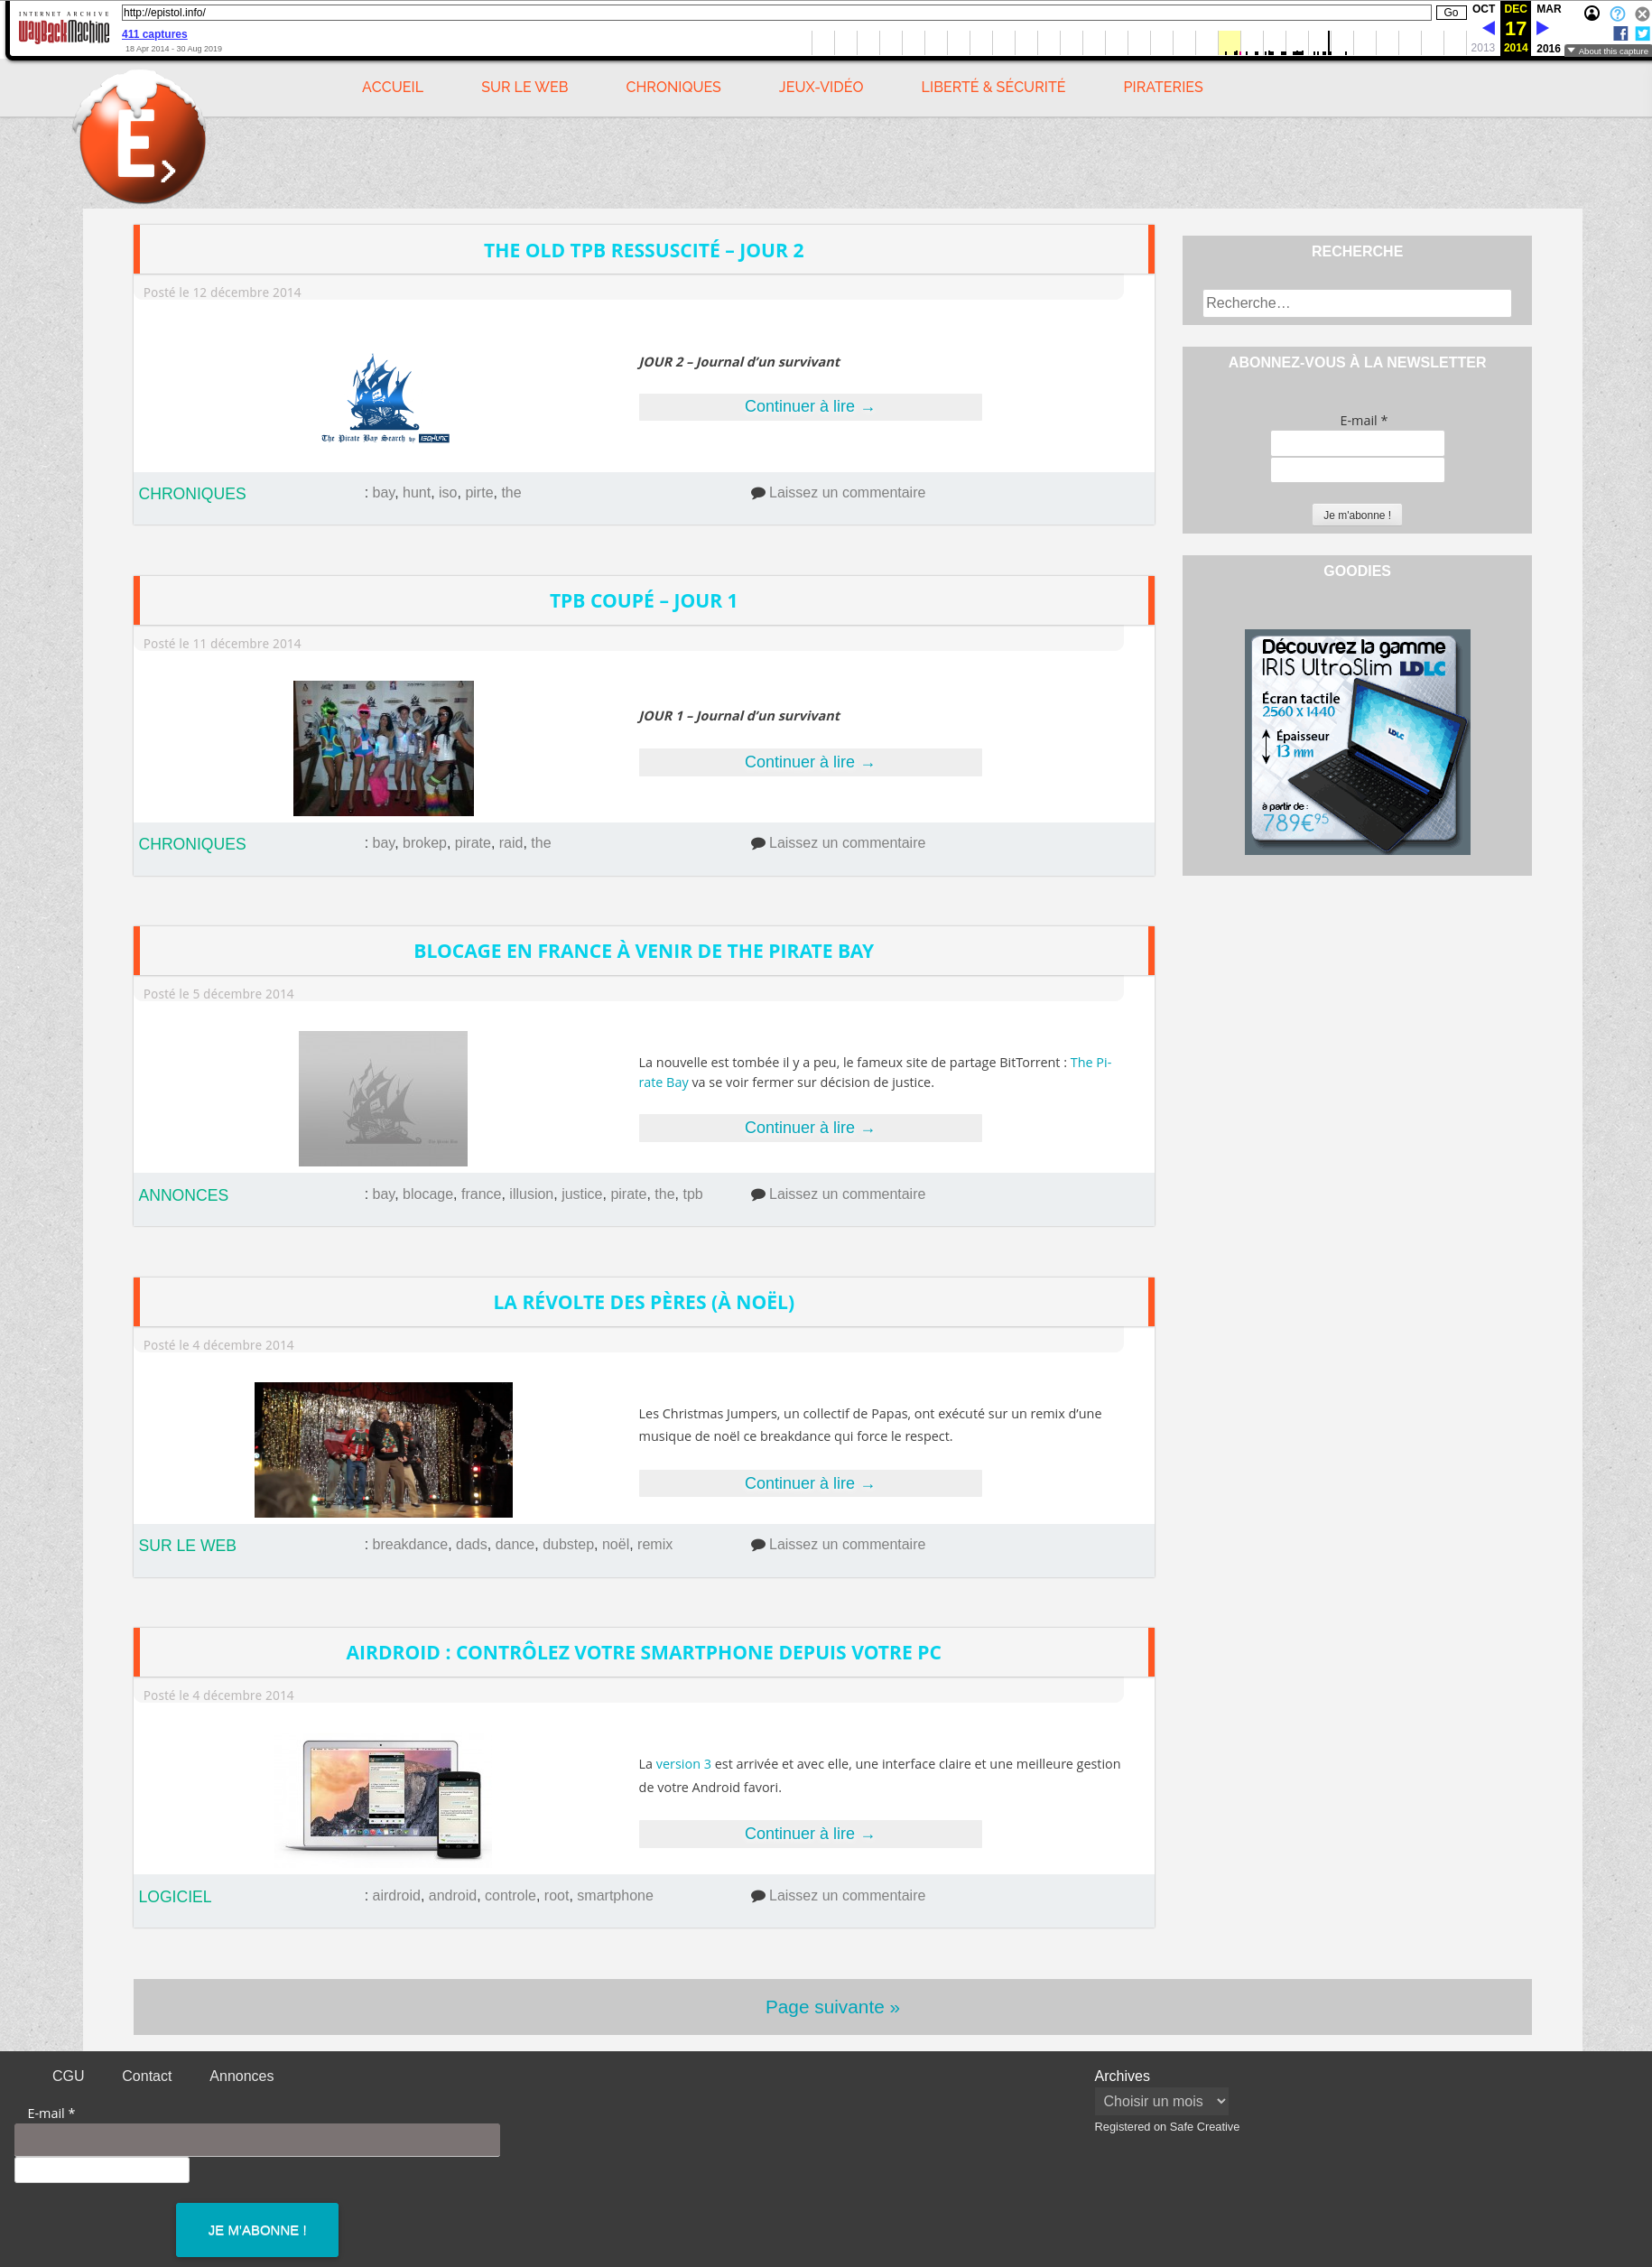 INTERNET ARCHIVE
WayBackMachine
http://epistol.info/
Go
OCT
DEC
MAR
411 captures
17
18 Apr 2014 - 30 Aug 2019
2013
2014
2016
About this capture
ACCUEIL
SUR LE WEB
CHRONIQUES
JEUX-VIDÉO
LIBERTÉ & SÉCURITÉ
PIRATERIES
E>
THE OLD TPB RESSUSCITÉ – JOUR 2
Posté le 12 décembre 2014
JOUR 2 – Journal d’un survivant
Continuer à lire →
The Pirate Bay Search by isoHunt
CHRONIQUES
: bay, hunt, iso, pirte, the
Laissez un commentaire
TPB COUPÉ – JOUR 1
Posté le 11 décembre 2014
JOUR 1 – Journal d’un survivant
Continuer à lire →
CHRONIQUES
: bay, brokep, pirate, raid, the
Laissez un commentaire
BLOCAGE EN FRANCE À VENIR DE THE PIRATE BAY
Posté le 5 décembre 2014
La nouvelle est tombée il y a peu, le fameux site de partage BitTorrent : The Pi-
rate Bay va se voir fermer sur décision de justice.
Continuer à lire →
ANNONCES
: bay, blocage, france, illusion, justice, pirate, the, tpb
Laissez un commentaire
LA RÉVOLTE DES PÈRES (À NOËL)
Posté le 4 décembre 2014
Les Christmas Jumpers, un collectif de Papas, ont exécuté sur un remix d’une
musique de noël ce breakdance qui force le respect.
Continuer à lire →
SUR LE WEB
: breakdance, dads, dance, dubstep, noël, remix
Laissez un commentaire
AIRDROID : CONTRÔLEZ VOTRE SMARTPHONE DEPUIS VOTRE PC
Posté le 4 décembre 2014
La version 3 est arrivée et avec elle, une interface claire et une meilleure gestion
de votre Android favori.
Continuer à lire →
LOGICIEL
: airdroid, android, controle, root, smartphone
Laissez un commentaire
RECHERCHE
Recherche…
ABONNEZ-VOUS À LA NEWSLETTER
E-mail *
Je m'abonne !
GOODIES
Découvrez la gamme
IRIS UltraSlim LDLC
Écran tactile
2560 x 1440
Épaisseur
13 mm
LDLC
à partir de :
789€95
Page suivante »
CGU
Contact
Annonces
E-mail *
JE M'ABONNE !
Archives
Choisir un mois
Registered on Safe Creative